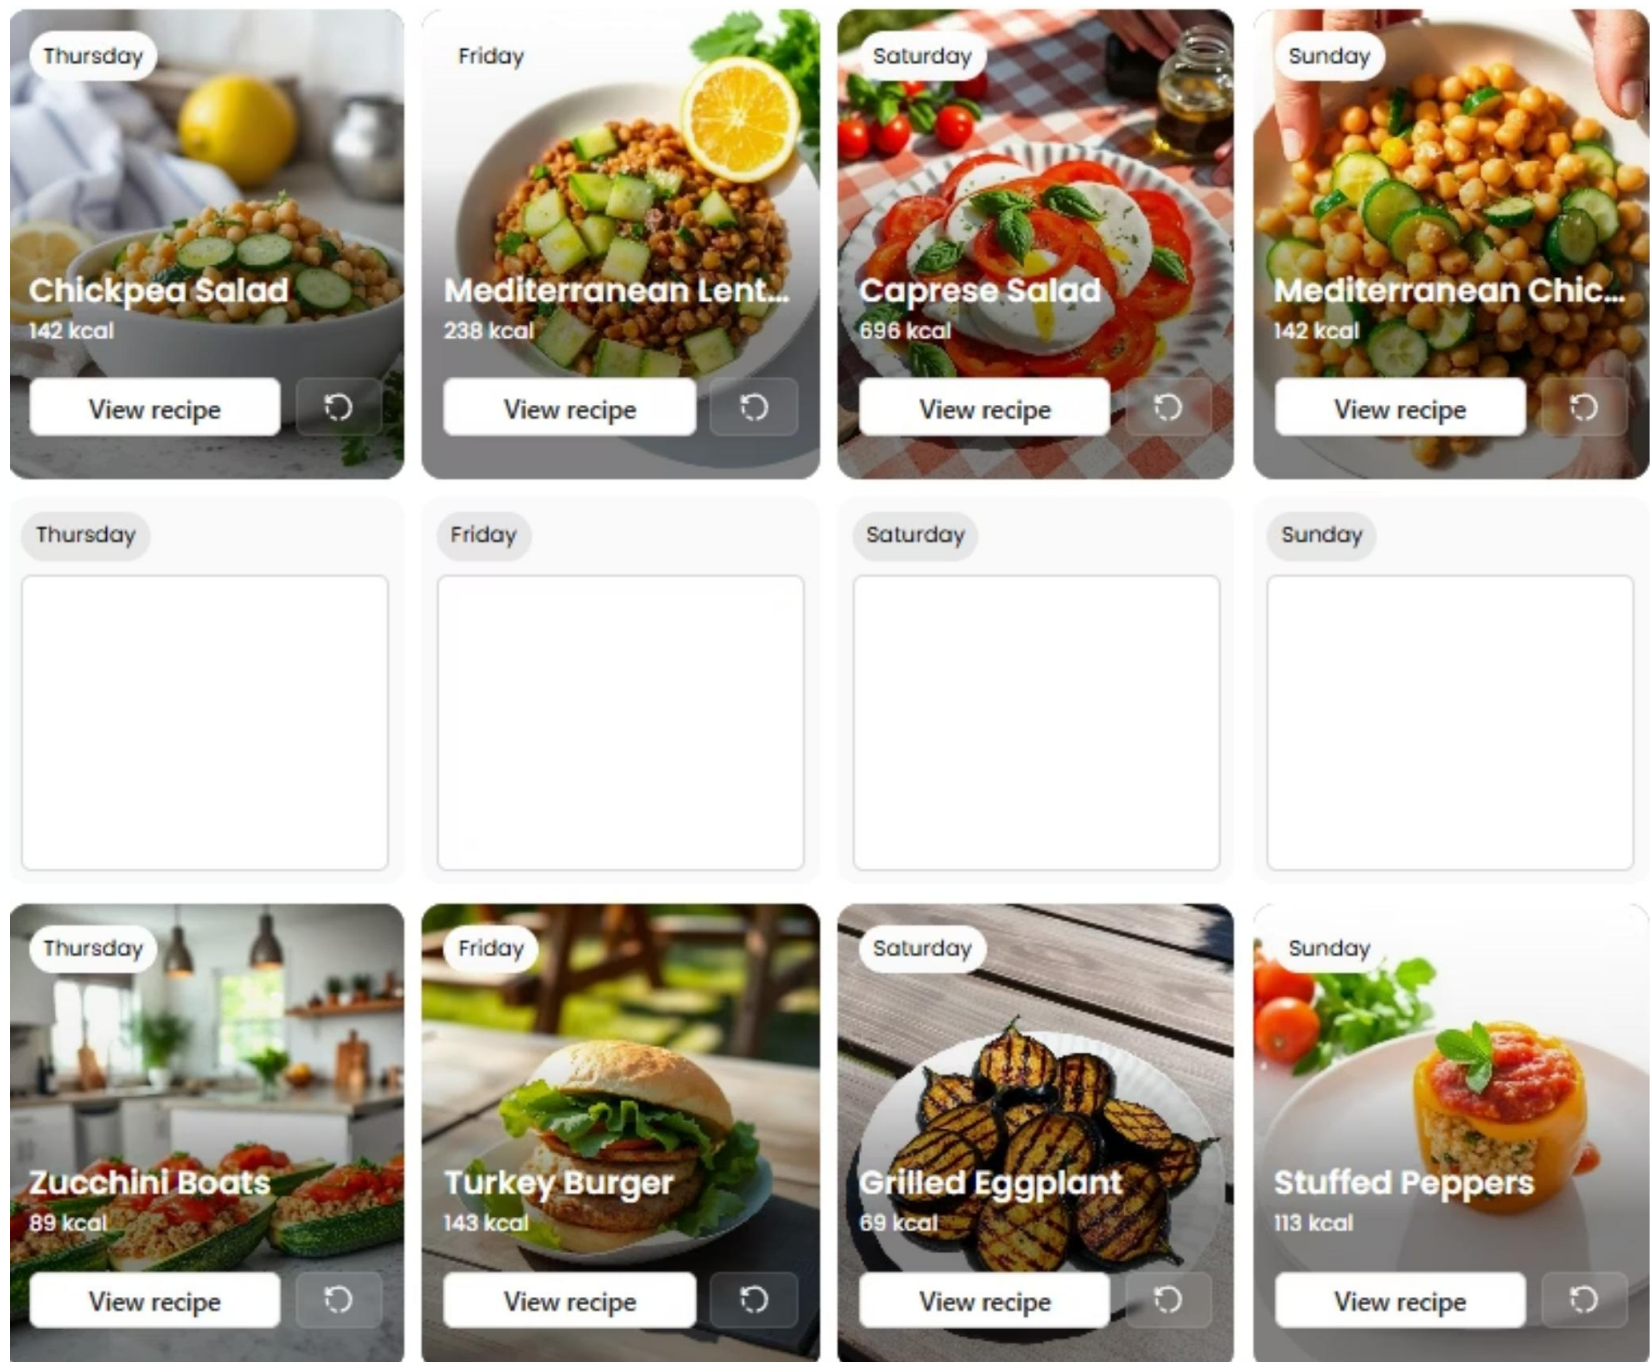 Thursday
Friday
Saturday
Sunday
Chickpea Salad
142 kcal
View recipe
Mediterranean Lent...
238 kcal
View recipe
Caprese Salad
696 kcal
View recipe
Mediterranean Chic...
142 kcal
View recipe
Thursday
Friday
Saturday
Sunday
Thursday
Friday
Saturday
Sunday
Zucchini Boats
89 kcal
View recipe
Turkey Burger
143 kcal
View recipe
Grilled Eggplant
69 kcal
View recipe
Stuffed Peppers
113 kcal
View recipe